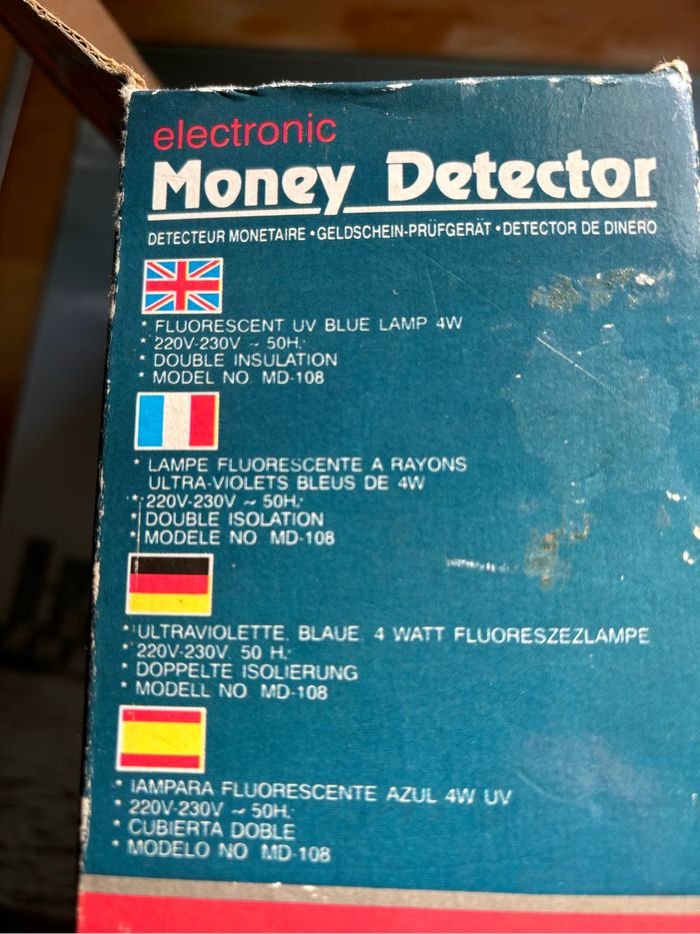 electronic
Money Detector
DETECTEUR MONETAIRE • GELDSCHEIN-PRÜFGERÄT • DETECTOR DE DINERO
* FLUORESCENT UV BLUE LAMP 4W
* 220V-230V ~ 50H.
* DOUBLE INSULATION
* MODEL NO. MD-108
* LAMPE FLUORESCENTE A RAYONS
ULTRA-VIOLETS BLEUS DE 4W
* 220V-230V ~ 50H.
* DOUBLE ISOLATION
* MODELE NO MD-108
* ULTRAVIOLETTE. BLAUE. 4 WATT FLUORESZEZLAMPE
* 220V-230V. 50 H.
* DOPPELTE ISOLIERUNG
* MODELL NO MD-108
* IAMPARA FLUORESCENTE AZUL 4W UV
* 220V-230V ~ 50H.
* CUBIERTA DOBLE
* MODELO NO MD-108